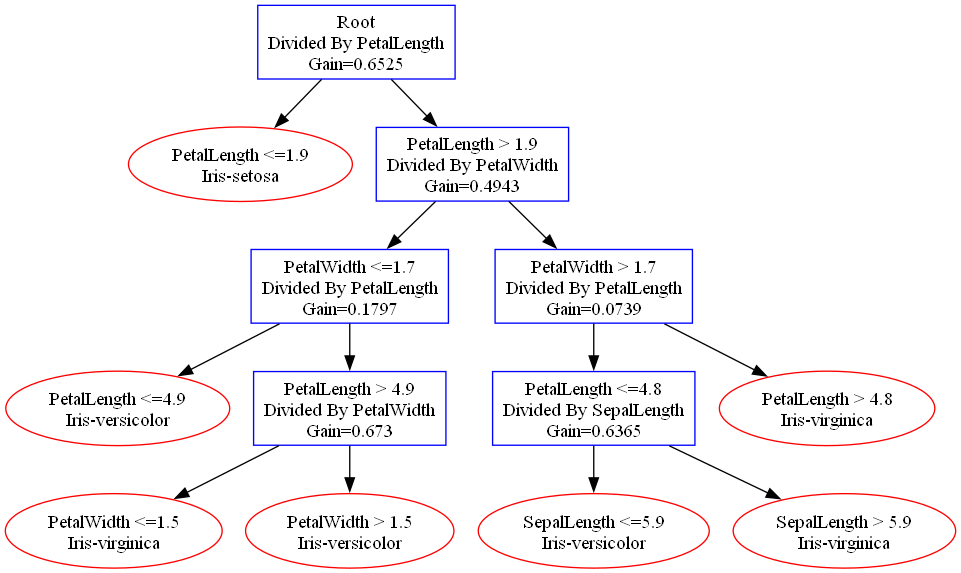 Root
Divided By PetalLength
Gain=0.6525
PetalLength <=1.9
Iris-setosa
PetalLength > 1.9
Divided By PetalWidth
Gain=0.4943
PetalWidth <=1.7
Divided By PetalLength
Gain=0.1797
PetalWidth > 1.7
Divided By PetalLength
Gain=0.0739
PetalLength <=4.9
Iris-versicolor
PetalLength > 4.9
Divided By PetalWidth
Gain=0.673
PetalLength <=4.8
Divided By SepalLength
Gain=0.6365
PetalLength > 4.8
Iris-virginica
PetalWidth <=1.5
Iris-virginica
PetalWidth > 1.5
Iris-versicolor
SepalLength <=5.9
Iris-versicolor
SepalLength > 5.9
Iris-virginica